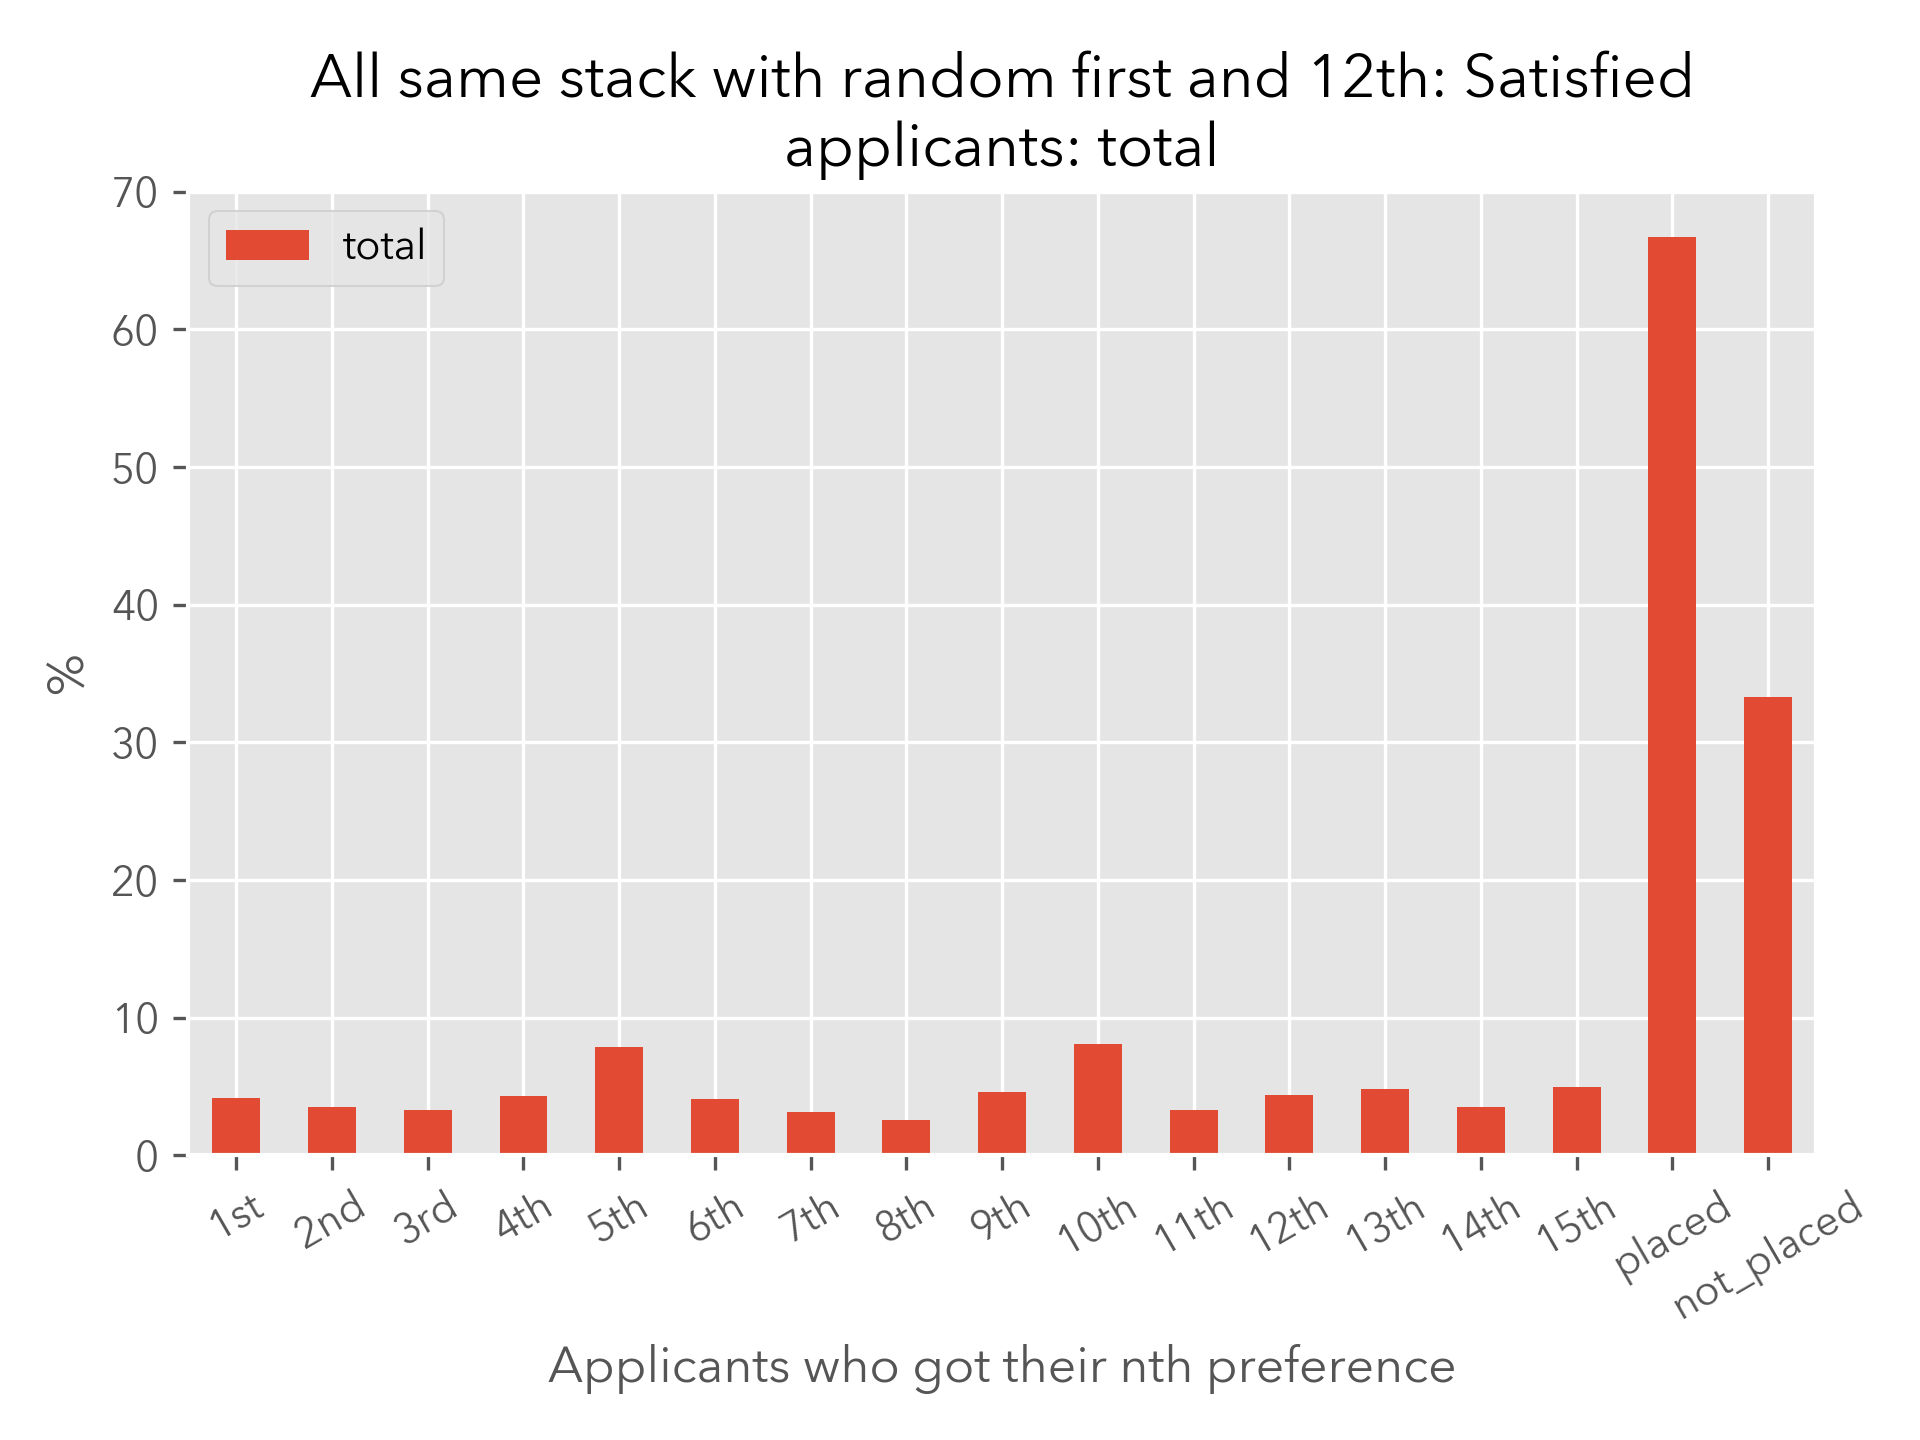 All same stack with random first and 12th: Satisfied
applicants: total
total
70
60
50
40
30
20
10
0
%
1st 2nd 3rd 4th 5th 6th 7th 8th 9th 10th 11th 12th 13th 14th 15th placed not_placed
Applicants who got their nth preference